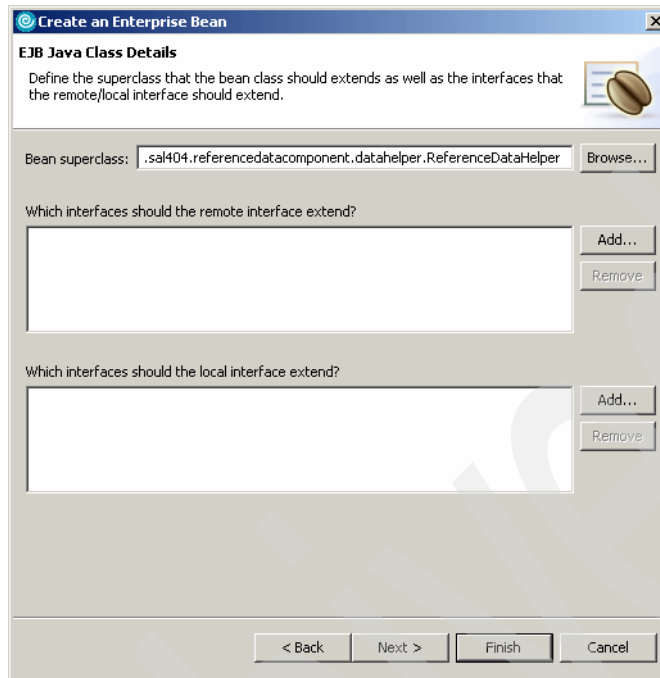 Create an Enterprise Bean
EJB Java Class Details
Define the superclass that the bean class should extends as well as the interfaces that
the remote/local interface should extend.
Bean superclass: .sal404.referencedatacomponent.datahelper.ReferenceDataHelper Browse...
Which interfaces should the remote interface extend?
Add...
Remove
Which interfaces should the local interface extend?
Add...
Remove
< Back Next > Finish Cancel